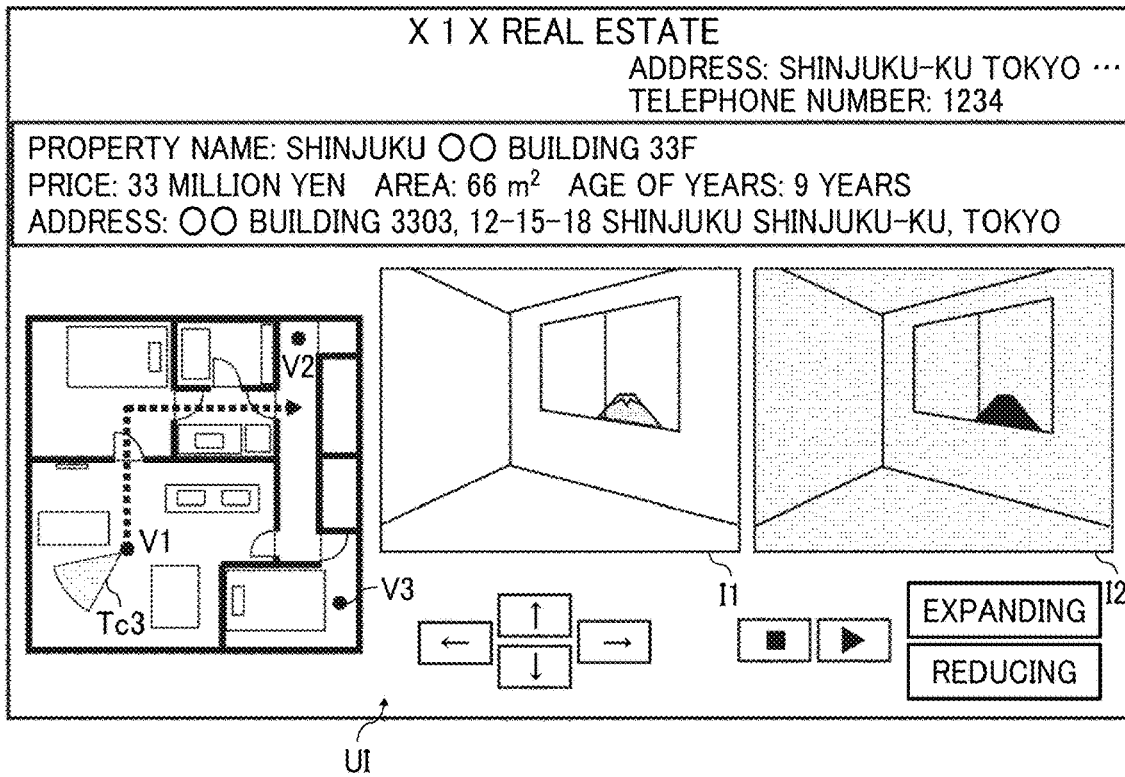 X 1 X REAL ESTATE
ADDRESS: SHINJUKU-KU TOKYO ···
TELEPHONE NUMBER: 1234
PROPERTY NAME: SHINJUKU ○○ BUILDING 33F
PRICE: 33 MILLION YEN AREA: 66 m² AGE OF YEARS: 9 YEARS
ADDRESS: ○○ BUILDING 3303, 12-15-18 SHINJUKU SHINJUKU-KU, TOKYO
V2
V1
Tc3
V3
I1
I2
← ↑ ↓ →
■ ▶
EXPANDING
REDUCING
UI